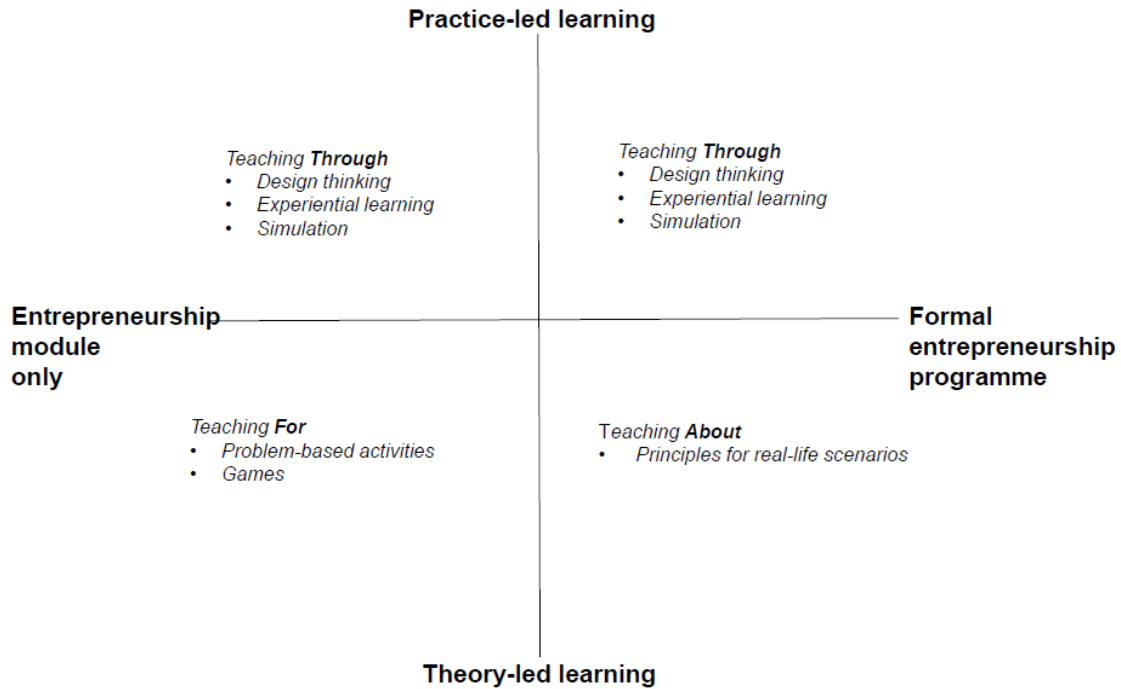 Practice-led learning
Teaching Through
• Design thinking
• Experiential learning
• Simulation
Teaching Through
• Design thinking
• Experiential learning
• Simulation
Entrepreneurship
module
only
Formal
entrepreneurship
programme
Teaching For
• Problem-based activities
• Games
Teaching About
• Principles for real-life scenarios
Theory-led learning